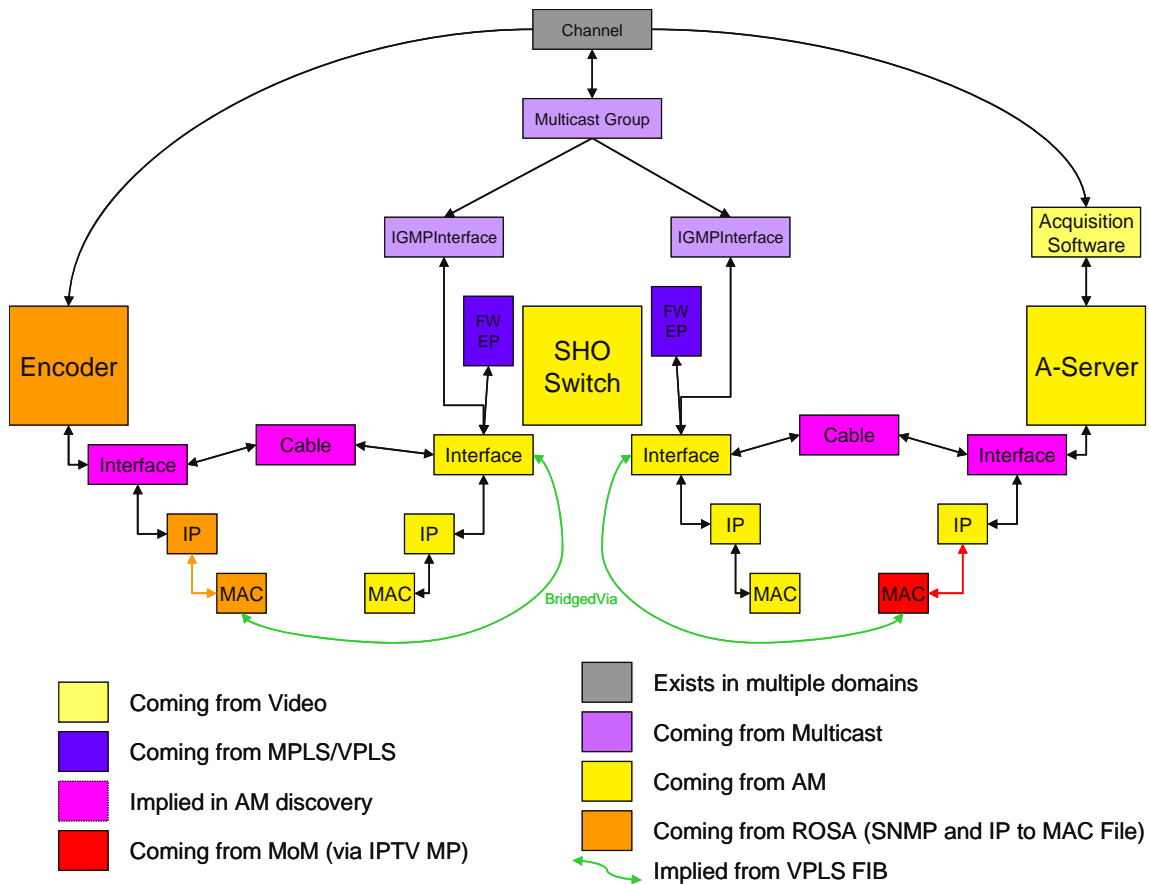 Channel
Multicast Group
IGMPInterface
IGMPInterface
Acquisition
Software
FW
EP
FW
EP
SHO
Switch
Encoder
A-Server
Interface
Cable
Interface
Interface
Cable
Interface
IP
IP
IP
IP
MAC
MAC
BridgedVia
MAC
MAC
Coming from Video
Coming from MPLS/VPLS
Implied in AM discovery
Coming from MoM (via IPTV MP)
Exists in multiple domains
Coming from Multicast
Coming from AM
Coming from ROSA (SNMP and IP to MAC File)
Implied from VPLS FIB